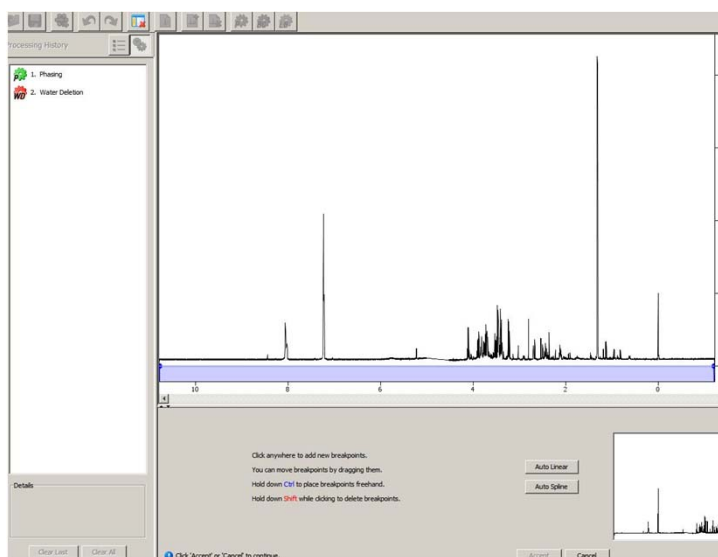 Processing History
P 1. Phasing
WD 2. Water Deletion
10 8 6 4 2 0
Click anywhere to add new breakpoints.
You can move breakpoints by dragging them.
Hold down Ctrl to place breakpoints freehand.
Hold down Shift while clicking to delete breakpoints.
Auto Linear
Auto Spline
Details
Clear Last Clear All
Click 'Accept' or 'Cancel' to continue.
Accept Cancel